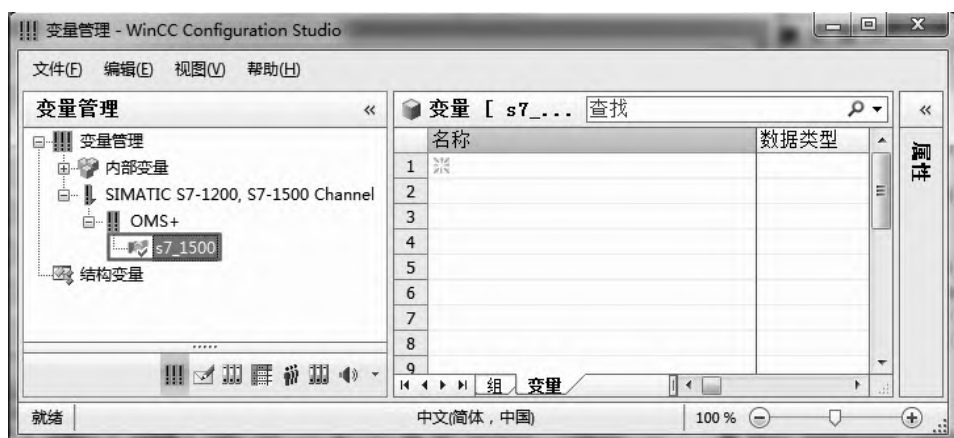 变量管理 - WinCC Configuration Studio
文件(F) 编辑(E) 视图(V) 帮助(H)
变量管理 «
变量 [ s7_... 查找
«
属性
变量管理
内部变量
SIMATIC S7-1200, S7-1500 Channel
OMS+
s7_1500
结构变量
名称 数据类型
1
2
3
4
5
6
7
8
9
组 变量
就绪 中文(简体，中国) 100 %